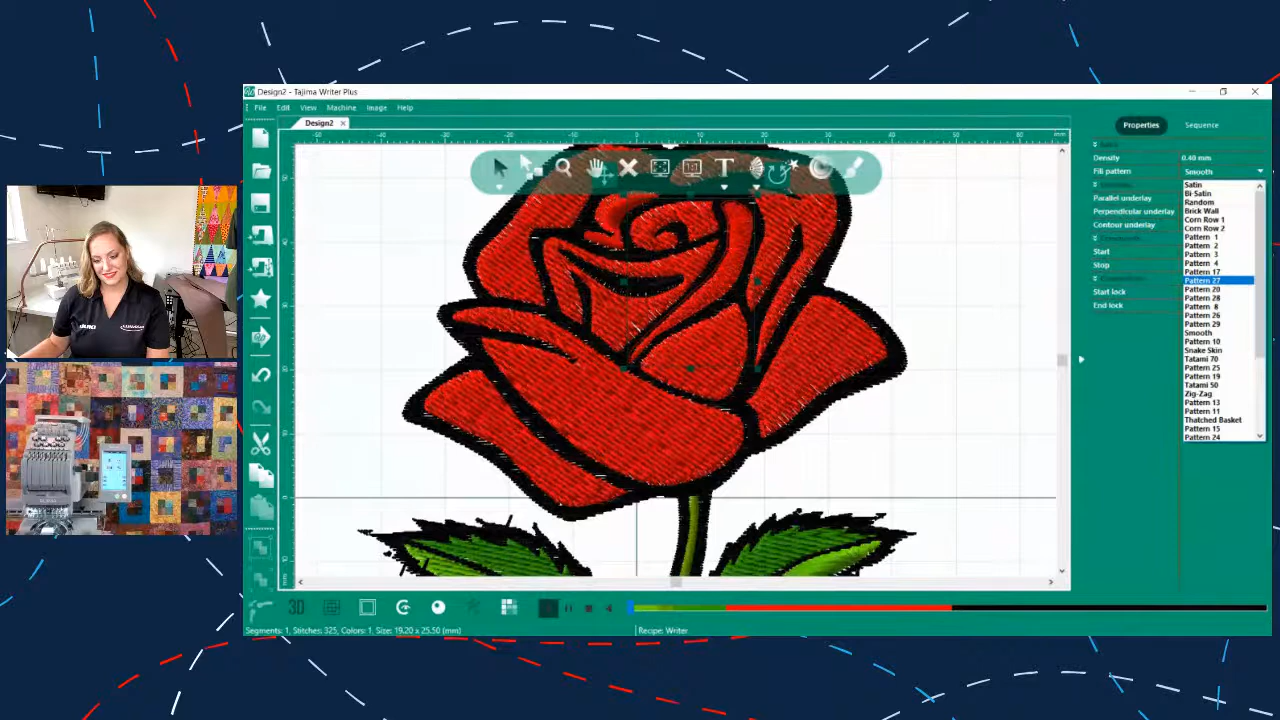 Design2 - Tajima Writer Plus
File Edit View Machine Image Help
Design2
mm
Properties Sequence
Density 0.40 mm
Fill pattern Smooth
Satin
Bi-Satin
Random
Brick Wall
Corn Row 1
Corn Row 2
Pattern 1
Pattern 2
Pattern 3
Pattern 4
Pattern 17
Pattern 27
Pattern 20
Pattern 28
Pattern 8
Pattern 26
Pattern 29
Smooth
Pattern 10
Snake Skin
Tatami 70
Pattern 25
Pattern 19
Tatami 50
Zig-Zag
Pattern 13
Pattern 11
Thatched Basket
Pattern 15
Pattern 24
Parallel underlay
Perpendicular underlay
Contour underlay
Start
Stop
Start lock
End lock
1:1
T
3D
Segments: 1, Stitches: 325, Colors: 1, Size: 19.20 x 25.50 (mm)
Recipe: Writer